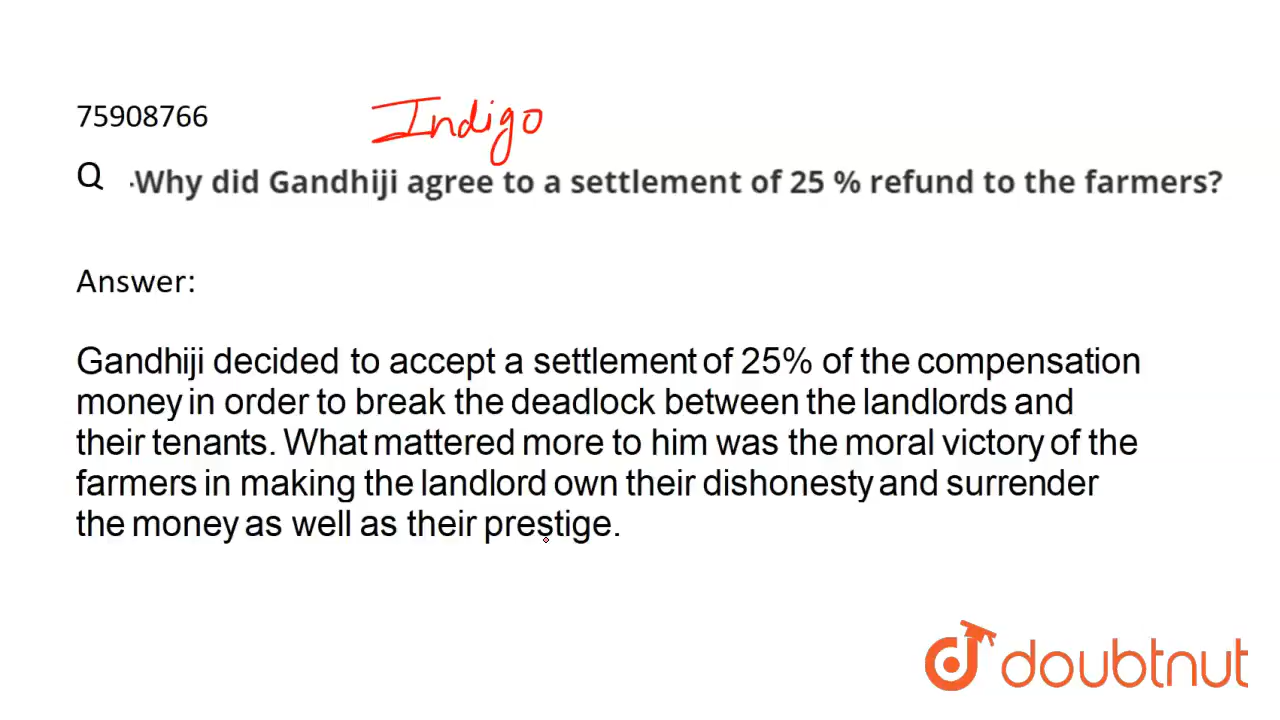 75908766
Indigo
Q .Why did Gandhiji agree to a settlement of 25 % refund to the farmers?
Answer:
Gandhiji decided to accept a settlement of 25% of the compensation
money in order to break the deadlock between the landlords and
their tenants. What mattered more to him was the moral victory of the
farmers in making the landlord own their dishonesty and surrender
the money as well as their prestige.
doubtnut